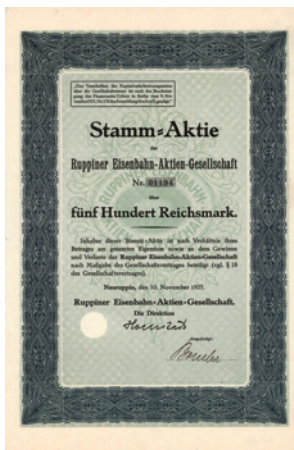 Stamm=Aktie
der
Ruppiner Eisenbahn-Aktien-Gesellschaft
Nr. 01194
über
fünf Hundert Reichsmark.
Inhaber dieser Stamm-Aktie ist nach Verhältnis ihres
Betrages am gesamten Eigentum sowie an dem Gewinne
und Verluste der Ruppiner Eisenbahn-Aktien-Gesellschaft
nach Maßgabe des Gesellschaftsvertrages beteiligt (vgl. § 18
des Gesellschaftsvertrages).
Neuruppin, den 10. November 1925.
Ruppiner Eisenbahn-Aktien-Gesellschaft.
Die Direktion